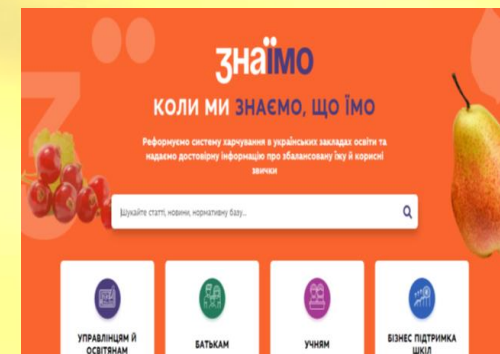 знаїмо
КОЛИ МИ ЗНАЄМО, ЩО ЇМО
Реформуємо систему харчування в українських закладах освіти та
надаємо достовірну інформацію про збалансовану їжу й корисні
звички
Шукайте статті, новини, нормативну базу...
УПРАВЛІНЦЯМ Й
ОСВІТЯНАМ
БАТЬКАМ
УЧНЯМ
БІЗНЕС ПІДТРИМКА
ШКІЛ